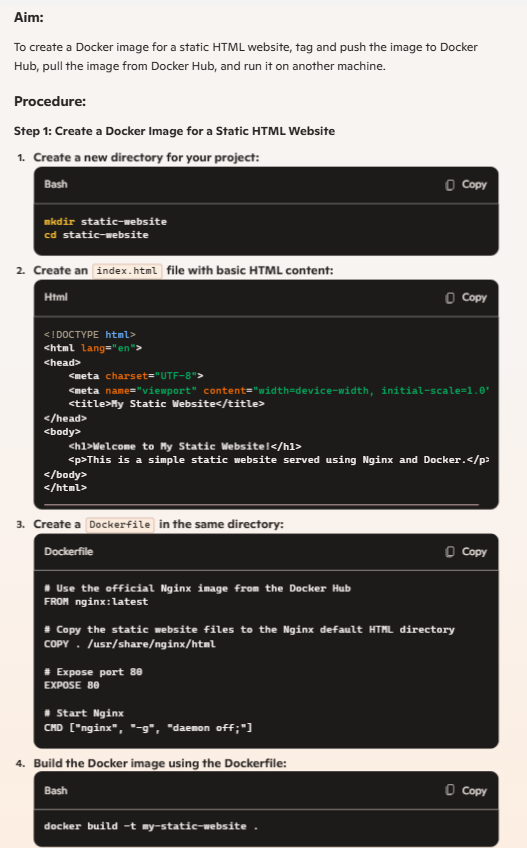 Aim:
To create a Docker image for a static HTML website, tag and push the image to Docker
Hub, pull the image from Docker Hub, and run it on another machine.
Procedure:
Step 1: Create a Docker Image for a Static HTML Website
1. Create a new directory for your project:
Bash Copy
mkdir static-website
cd static-website
2. Create an index.html file with basic HTML content:
Html Copy
<!DOCTYPE html>
<html lang="en">
<head>
    <meta charset="UTF-8">
    <meta name="viewport" content="width=device-width, initial-scale=1.0"
    <title>My Static Website</title>
</head>
<body>
    <h1>Welcome to My Static Website!</h1>
    <p>This is a simple static website served using Nginx and Docker.</p>
</body>
</html>
3. Create a Dockerfile in the same directory:
Dockerfile Copy
# Use the official Nginx image from the Docker Hub
FROM nginx:latest
# Copy the static website files to the Nginx default HTML directory
COPY . /usr/share/nginx/html
# Expose port 80
EXPOSE 80
# Start Nginx
CMD ["nginx", "-g", "daemon off;"]
4. Build the Docker image using the Dockerfile:
Bash Copy
docker build -t my-static-website .